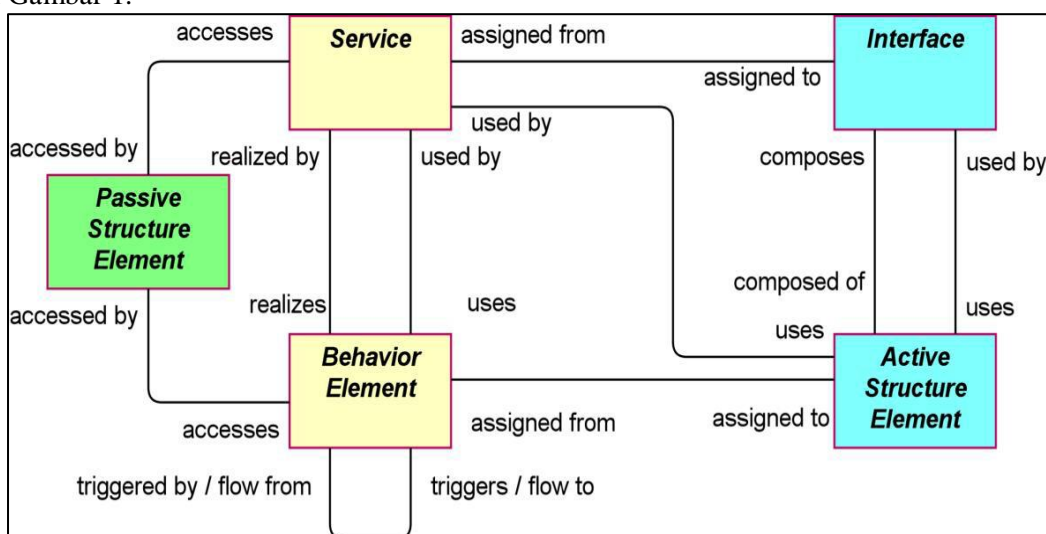 Gambar 1.
accesses
Service
assigned from
Interface
assigned to
used by
accessed by
realized by
used by
composes
used by
Passive
Structure
Element
composed of
accessed by
realizes
uses
uses
uses
Behavior
Element
Active
Structure
Element
accesses
assigned from
assigned to
triggered by / flow from
triggers / flow to